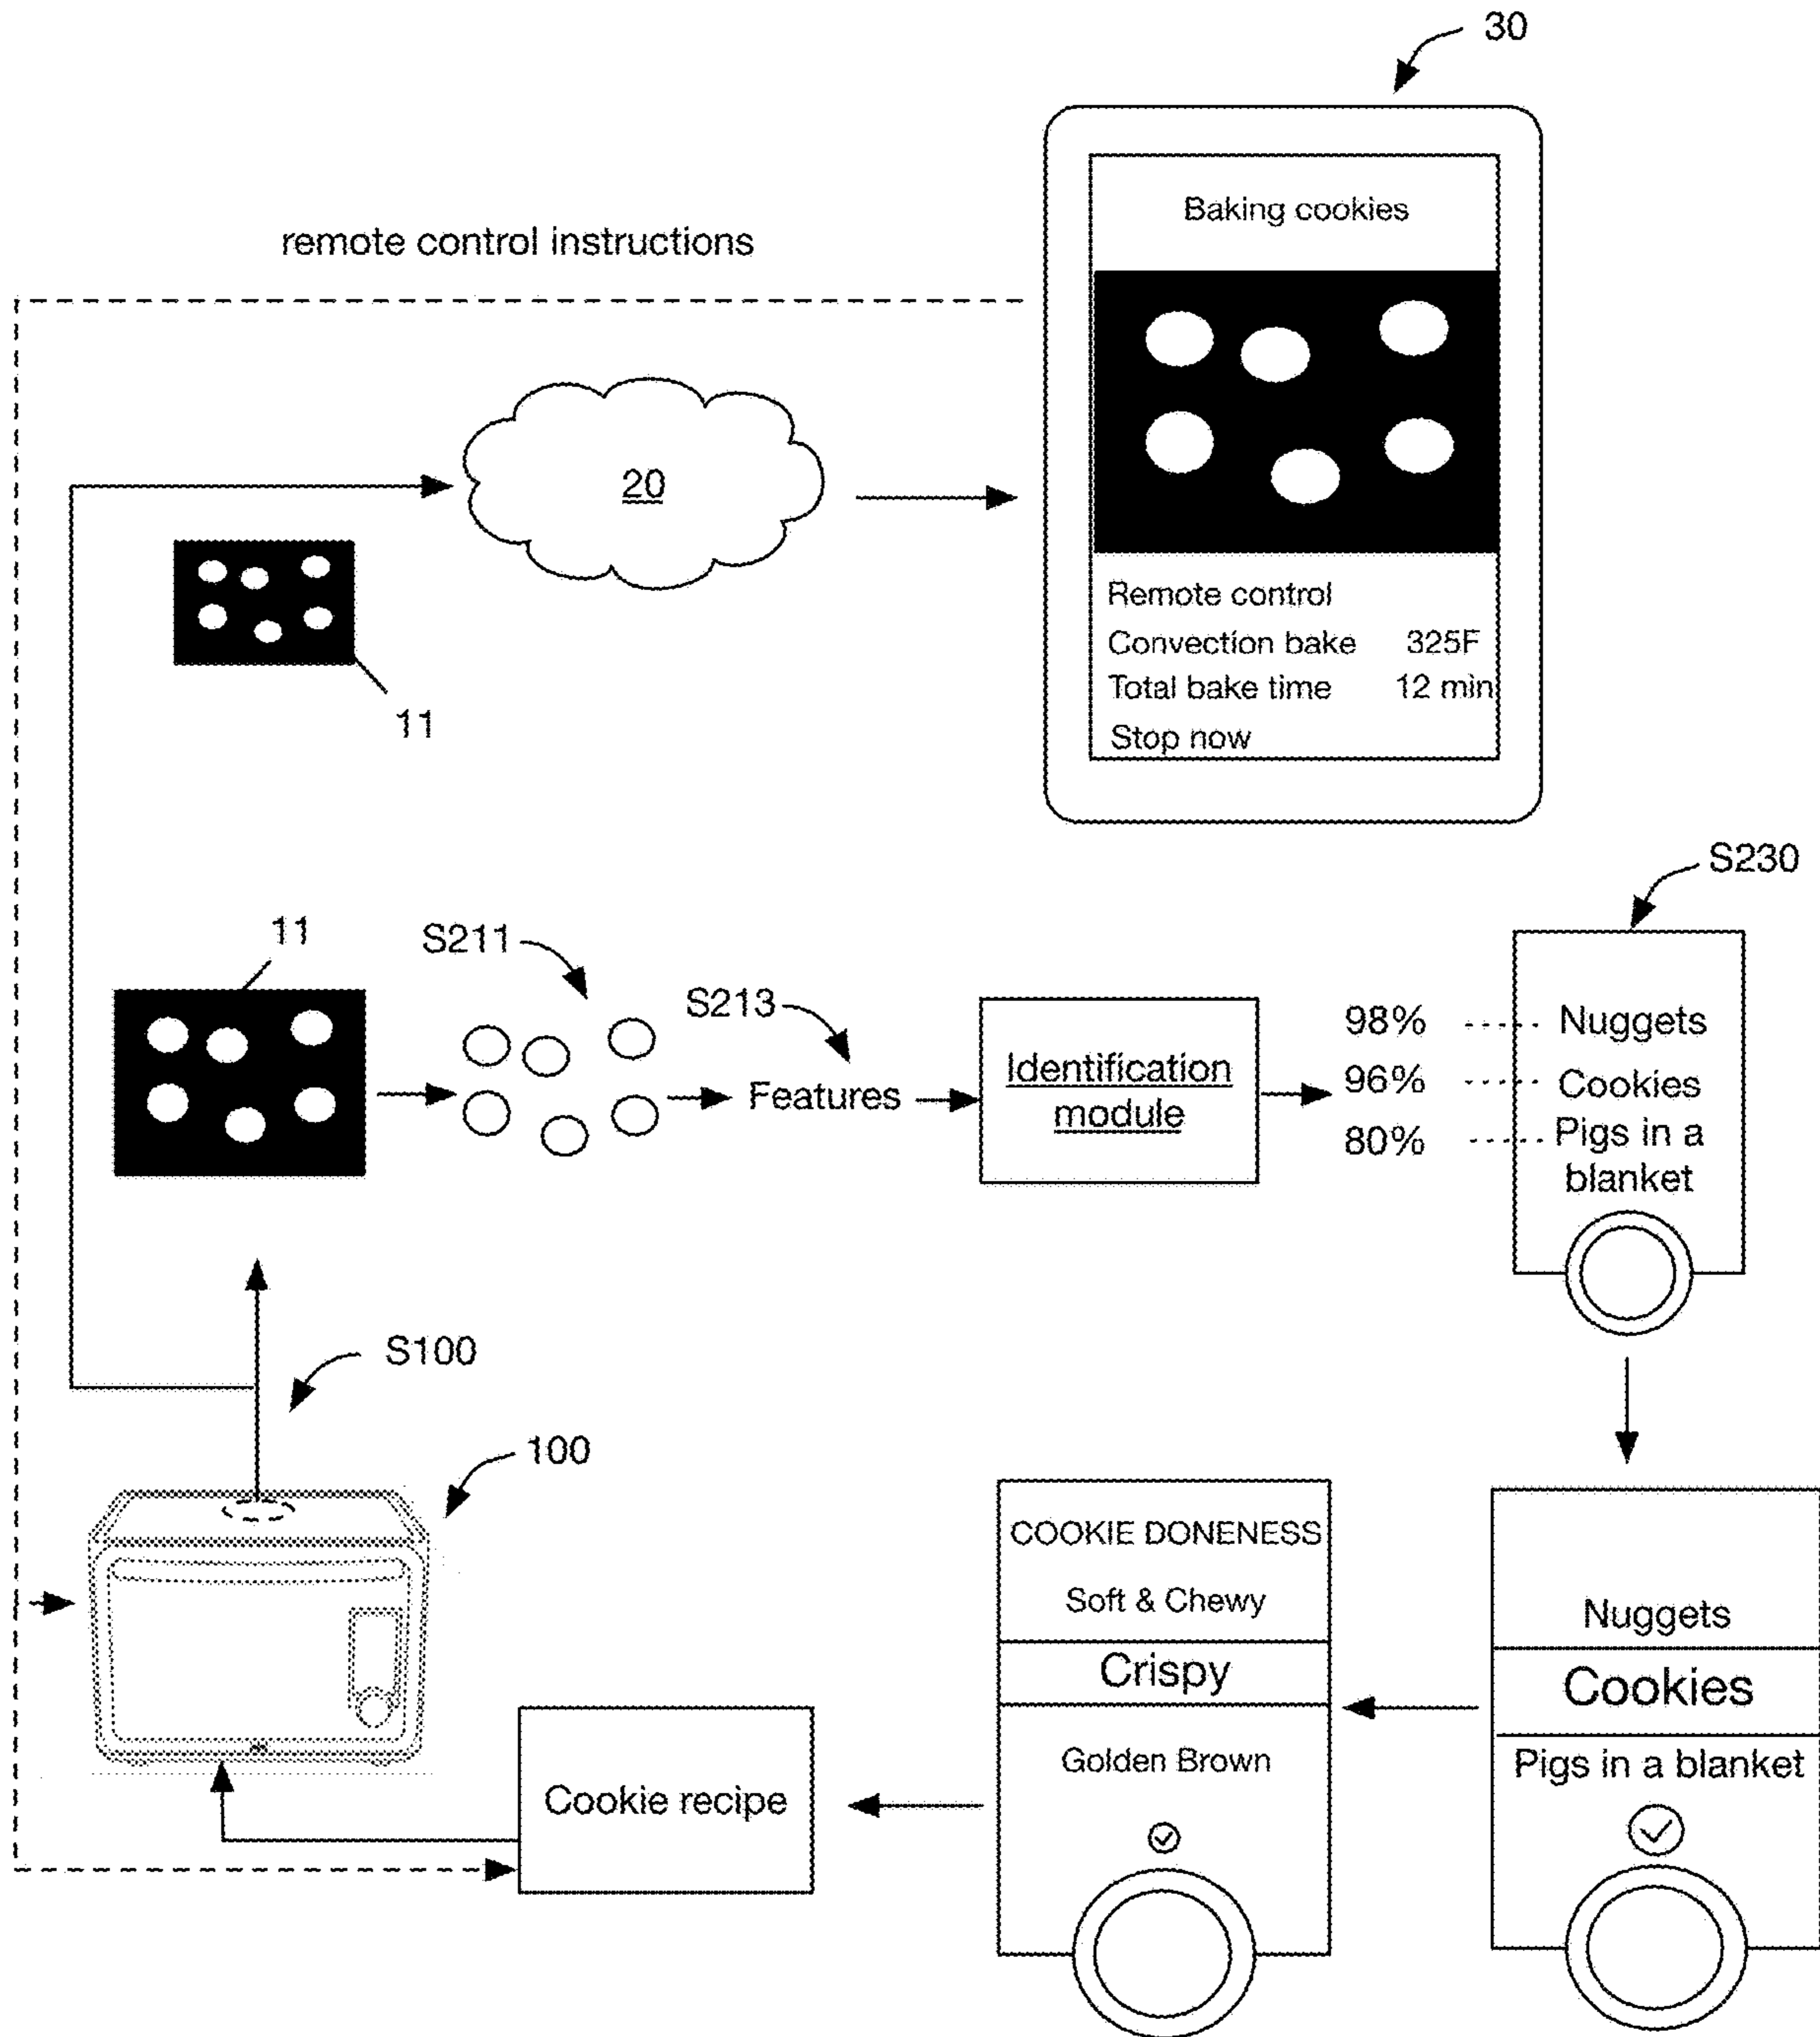 30
Baking cookies
remote control instructions
20
Remote control
Convection bake 325F
Total bake time 12 min
Stop now
11
S230
11
S211
S213
98% Nuggets
96% Cookies
80% Pigs in a
blanket
Identification
module
Features
S100
100
COOKIE DONENESS
Soft & Chewy
Crispy
Golden Brown
Nuggets
Cookies
Pigs in a blanket
Cookie recipe